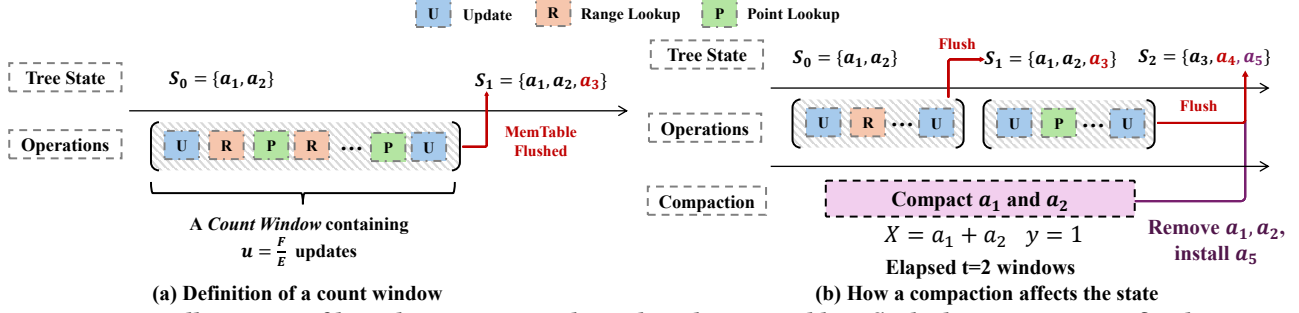 U Update R Range Lookup P Point Lookup
Tree State
S₀ = {a₁, a₂}
S₁ = {a₁, a₂, a₃}
Operations
U R P R ... P U
MemTable
Flushed
A Count Window containing
u = F/E updates
(a) Definition of a count window
Tree State
S₀ = {a₁, a₂}
Flush
S₁ = {a₁, a₂, a₃}
S₂ = {a₃, a₄, a₅}
Operations
U R ... U
U P ... U
Flush
Compaction
Compact a₁ and a₂
X = a₁ + a₂ y = 1
Elapsed t=2 windows
Remove a₁, a₂,
install a₅
(b) How a compaction affects the state